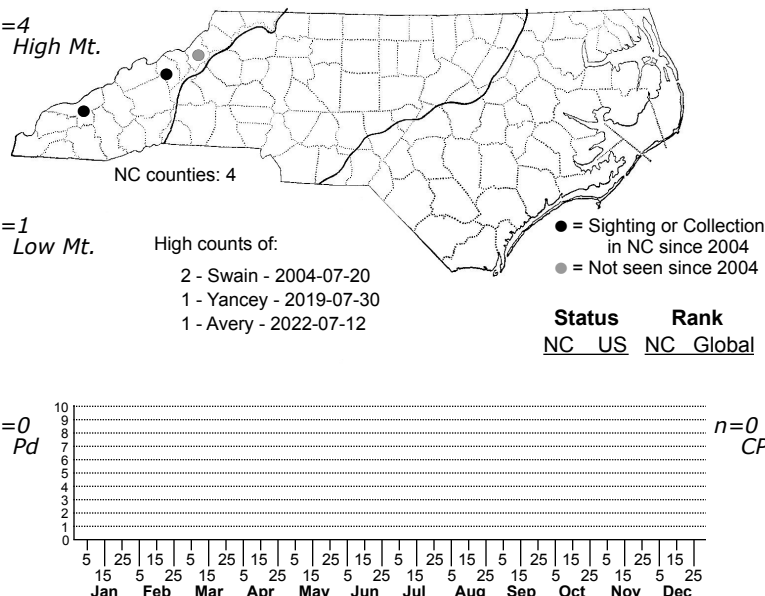 =4
High Mt.
NC counties: 4
=1
Low Mt.
High counts of:
2 - Swain - 2004-07-20
1 - Yancey - 2019-07-30
1 - Avery - 2022-07-12
● = Sighting or Collection
in NC since 2004
● = Not seen since 2004
Status Rank
NC US NC Global
=0
Pd
n=0
CP
10
9
8
7
6
5
4
3
2
1
0
5 25 15 5 25 15 5 25 15 5 25 15 5 25 15 5 25 15
15 5 25 15 5 25 15 5 25 15 5 25 15 5 25 15 5 25
Jan Feb Mar Apr May Jun Jul Aug Sep Oct Nov Dec